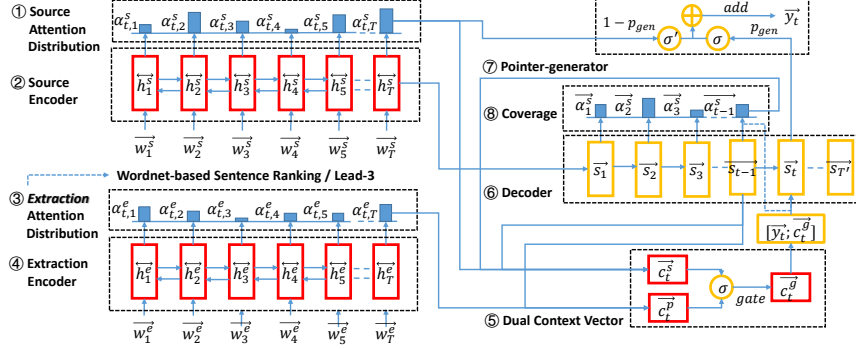 ① Source Attention Distribution
α^s_{t,1} α^s_{t,2} α^s_{t,3} α^s_{t,4} α^s_{t,5} α^s_{t,T}
② Source Encoder
h^s_1 h^s_2 h^s_3 h^s_4 h^s_5 h^s_T
w^s_1 w^s_2 w^s_3 w^s_4 w^s_5 w^s_T
Wordnet-based Sentence Ranking / Lead-3
③ Extraction Attention Distribution
α^e_{t,1} α^e_{t,2} α^e_{t,3} α^e_{t,4} α^e_{t,5} α^e_{t,T}
④ Extraction Encoder
h^e_1 h^e_2 h^e_3 h^e_4 h^e_5 h^e_T
w^e_1 w^e_2 w^e_3 w^e_4 w^e_5 w^e_T
add y_t
1 − p_gen σ′ σ p_gen
⑦ Pointer-generator
⑧ Coverage
α^s_1 α^s_2 α^s_3 α^s_{t−1}
s_1 s_2 s_3 s_{t−1} s_t s_{T′}
⑥ Decoder
[y_t; c^g_t]
c^s_t
σ gate c^g_t
c^p_t
⑤ Dual Context Vector